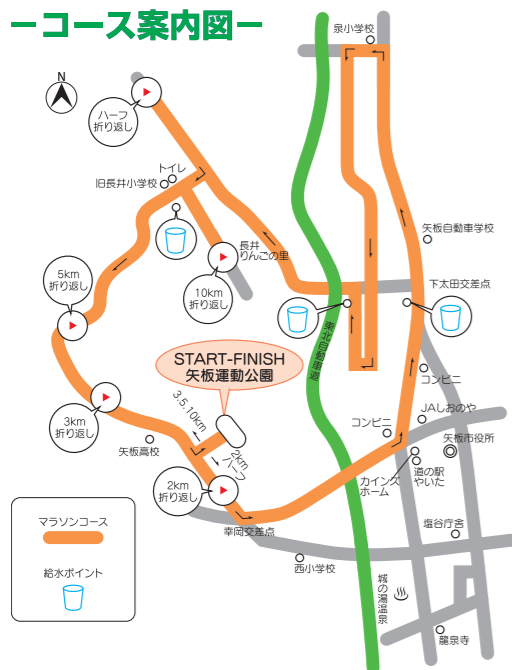 ーコース案内図ー
泉小学校
N
ハーフ
折り返し
トイレ
旧長井小学校
矢板自動車学校
長井
りんごの里
5km
折り返し
10km
折り返し
下太田交差点
東北自動車道
START-FINISH
矢板運動公園
コンビニ
3.5.10km
JAしおのや
3km
折り返し
コンビニ
矢板高校
2km
ハーフ
矢板市役所
道の駅
やいた
カインズ
ホーム
2km
折り返し
マラソンコース
幸岡交差点
塩谷庁舎
給水ポイント
西小学校
城の湯温泉
龍泉寺